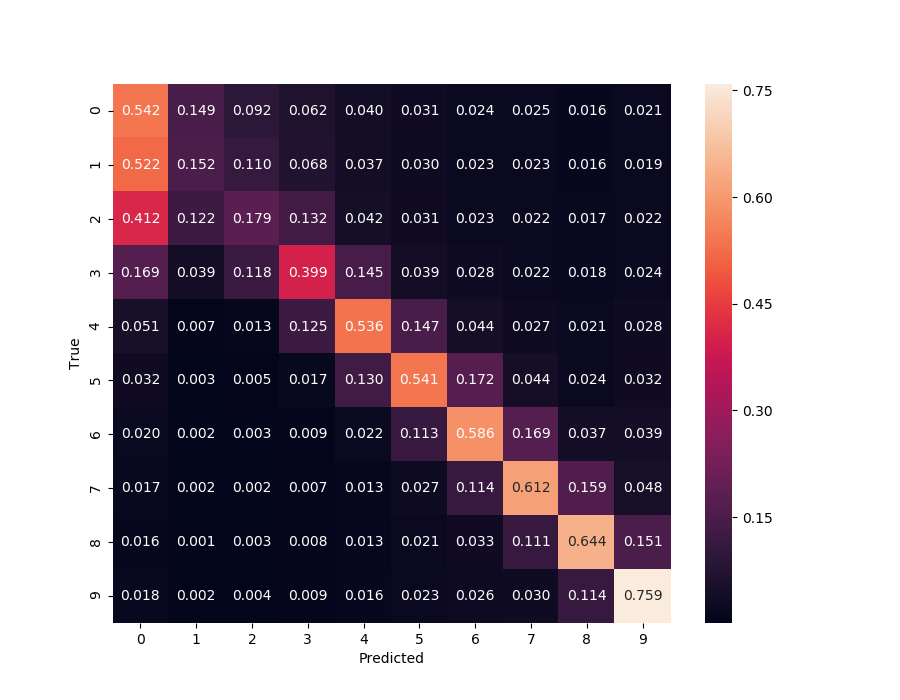 0 0.542 0.149 0.092 0.062 0.040 0.031 0.024 0.025 0.016 0.021
1 0.522 0.152 0.110 0.068 0.037 0.030 0.023 0.023 0.016 0.019
2 0.412 0.122 0.179 0.132 0.042 0.031 0.023 0.022 0.017 0.022
3 0.169 0.039 0.118 0.399 0.145 0.039 0.028 0.022 0.018 0.024
4 0.051 0.007 0.013 0.125 0.536 0.147 0.044 0.027 0.021 0.028
5 0.032 0.003 0.005 0.017 0.130 0.541 0.172 0.044 0.024 0.032
6 0.020 0.002 0.003 0.009 0.022 0.113 0.586 0.169 0.037 0.039
7 0.017 0.002 0.002 0.007 0.013 0.027 0.114 0.612 0.159 0.048
8 0.016 0.001 0.003 0.008 0.013 0.021 0.033 0.111 0.644 0.151
9 0.018 0.002 0.004 0.009 0.016 0.023 0.026 0.030 0.114 0.759
0 1 2 3 4 5 6 7 8 9
Predicted
True
0.75
0.60
0.45
0.30
0.15